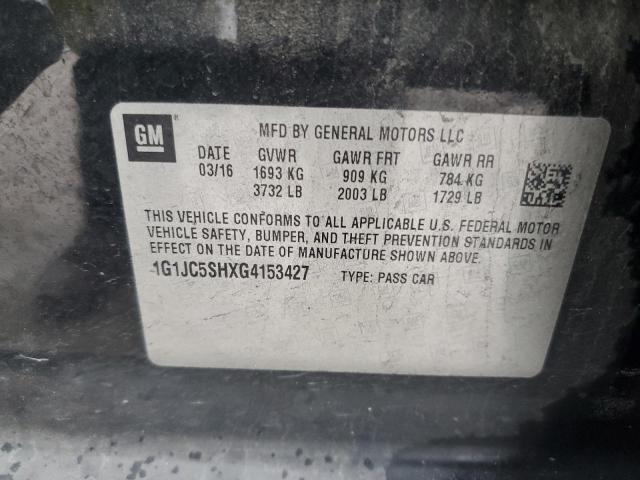 GM ®
MFD BY GENERAL MOTORS LLC
DATE GVWR GAWR FRT GAWR RR
03/16 1693 KG 909 KG 784 KG
3732 LB 2003 LB 1729 LB
THIS VEHICLE CONFORMS TO ALL APPLICABLE U.S. FEDERAL MOTOR
VEHICLE SAFETY, BUMPER, AND THEFT PREVENTION STANDARDS IN
EFFECT ON THE DATE OF MANUFACTURE SHOWN ABOVE.
1G1JC5SHXG4153427 TYPE: PASS CAR